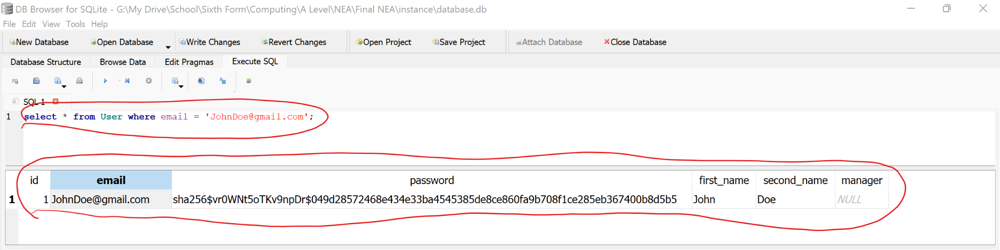 DB Browser for SQLite - G:\My Drive\School\Sixth Form\Computing\A Level\NEA\Final NEA\instance\database.db
File Edit View Tools Help
New Database Open Database Write Changes Revert Changes Open Project Save Project Attach Database Close Database
Database Structure Browse Data Edit Pragmas Execute SQL
SQL 1
1 select * from User where email = 'JohnDoe@gmail.com';
id email password first_name second_name manager
1 1 JohnDoe@gmail.com sha256$vr0WNt5oTKv9npDr$049d28572468e434e33ba4545385de8ce860fa9b708f1ce285eb367400b8d5b5 John Doe NULL